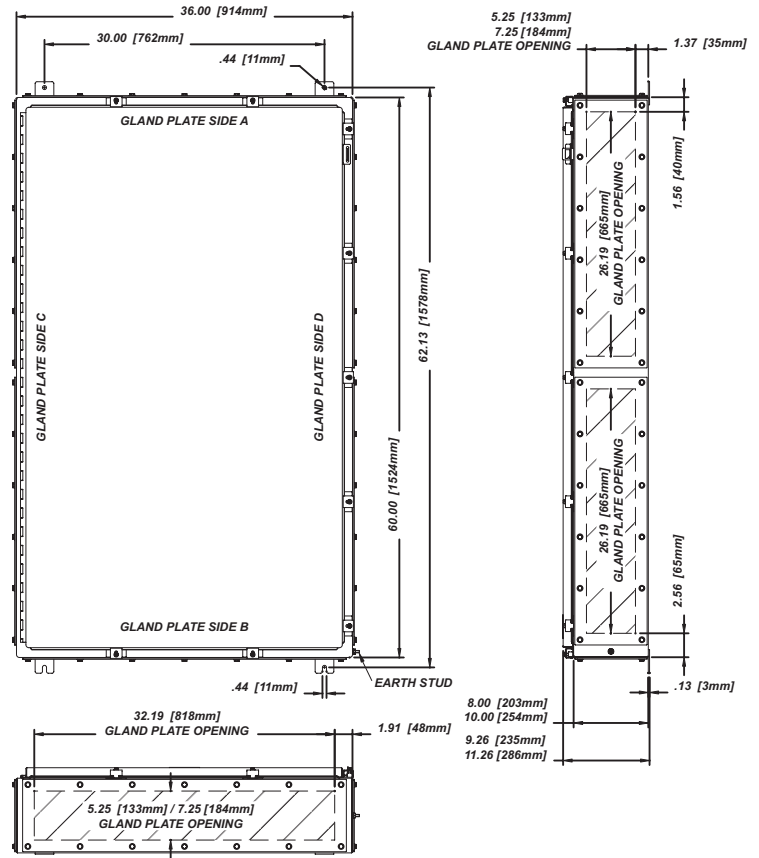 36.00 [914mm]
30.00 [762mm]
.44 [11mm]
5.25 [133mm]
7.25 [184mm]
GLAND PLATE OPENING
1.37 [35mm]
GLAND PLATE SIDE A
GLAND PLATE SIDE C
GLAND PLATE SIDE D
GLAND PLATE SIDE B
62.13 [1578mm]
60.00 [1524mm]
.44 [11mm]
EARTH STUD
1.56 [40mm]
26.19 [665mm]
GLAND PLATE OPENING
26.19 [665mm]
GLAND PLATE OPENING
2.56 [65mm]
.13 [3mm]
8.00 [203mm]
10.00 [254mm]
9.26 [235mm]
11.26 [286mm]
32.19 [818mm]
GLAND PLATE OPENING
1.91 [48mm]
5.25 [133mm] / 7.25 [184mm]
GLAND PLATE OPENING